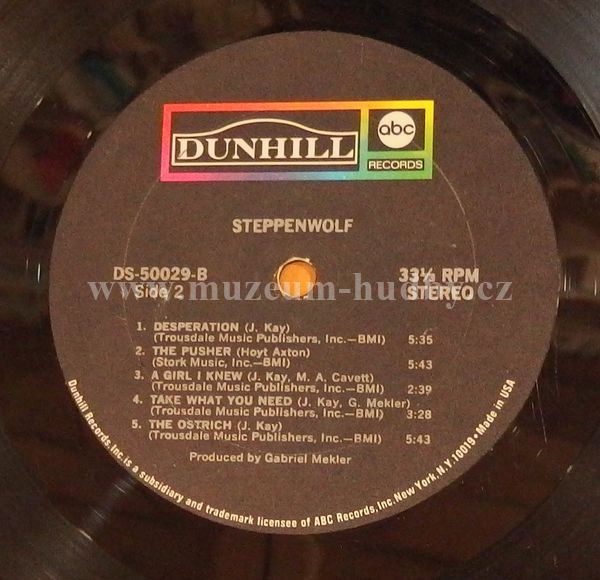 DUNHILL
abc
RECORDS
STEPPENWOLF
DS-50029-B
Side 2
33⅓ RPM
STEREO
www.muzeum-hudby.cz
1. DESPERATION (J. Kay)
(Trousdale Music Publishers, Inc.—BMI) 5:35
2. THE PUSHER (Hoyt Axton)
(Stork Music, Inc.—BMI) 5:43
3. A GIRL I KNEW (J. Kay, M. A. Cavett)
(Trousdale Music Publishers, Inc.—BMI) 2:39
4. TAKE WHAT YOU NEED (J. Kay, G. Mekler)
(Trousdale Music Publishers, Inc.—BMI) 3:28
5. THE OSTRICH (J. Kay)
(Trousdale Music Publishers, Inc.—BMI) 5:43
Produced by Gabriel Mekler
Dunhill Records, Inc. is a subsidiary and trademark licensee of ABC Records, Inc. New York, N.Y. 10019 • Made in USA